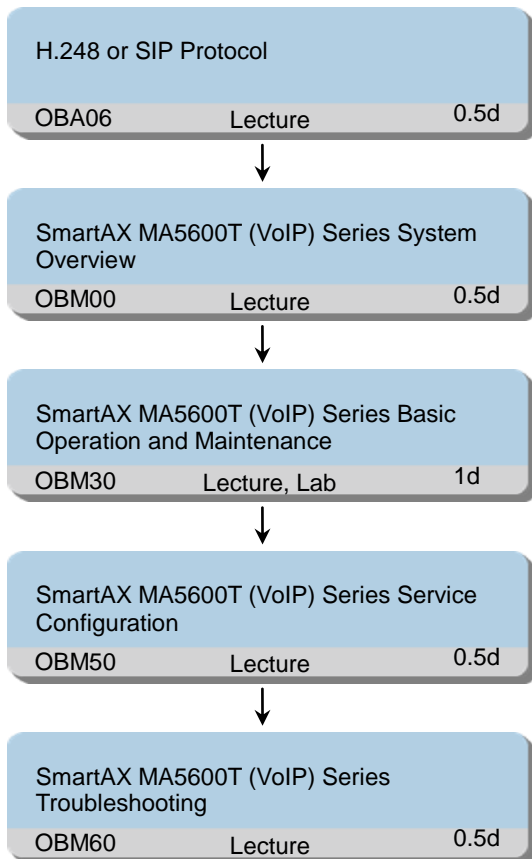 H.248 or SIP Protocol
OBA06 Lecture 0.5d
SmartAX MA5600T (VoIP) Series System
Overview
OBM00 Lecture 0.5d
SmartAX MA5600T (VoIP) Series Basic
Operation and Maintenance
OBM30 Lecture, Lab 1d
SmartAX MA5600T (VoIP) Series Service
Configuration
OBM50 Lecture 0.5d
SmartAX MA5600T (VoIP) Series
Troubleshooting
OBM60 Lecture 0.5d